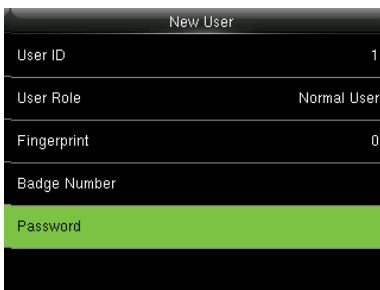 New User
User ID 1
User Role Normal User
Fingerprint 0
Badge Number
Password